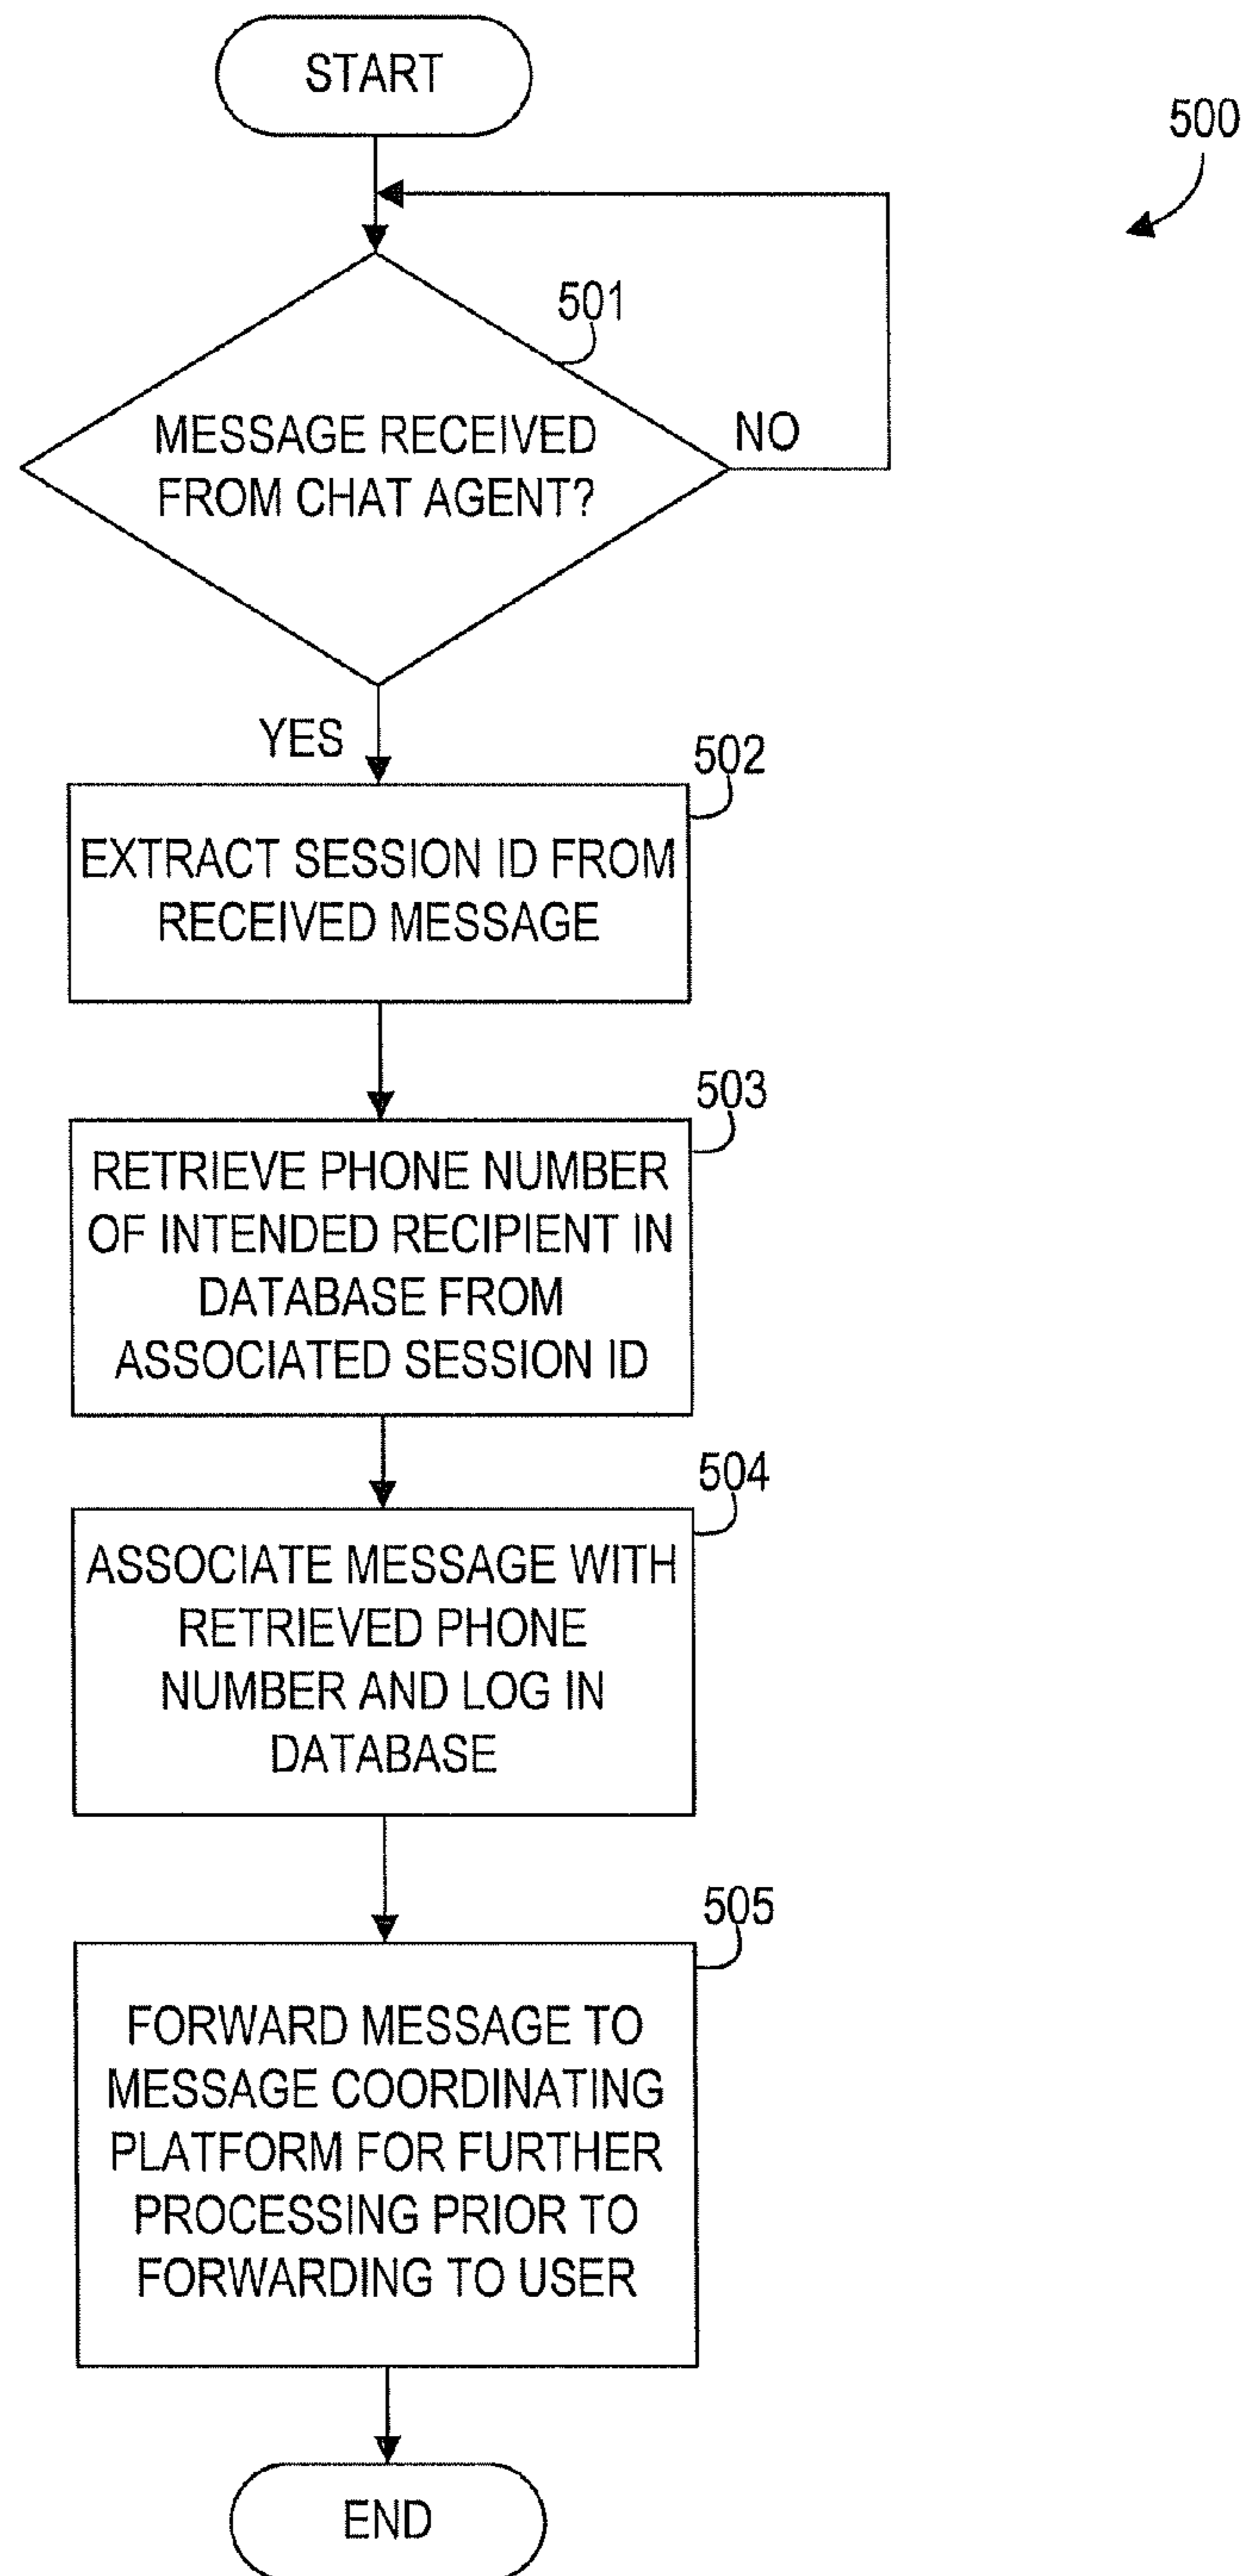 START
500
501
MESSAGE RECEIVED
FROM CHAT AGENT?
NO
YES
502
EXTRACT SESSION ID FROM
RECEIVED MESSAGE
503
RETRIEVE PHONE NUMBER
OF INTENDED RECIPIENT IN
DATABASE FROM
ASSOCIATED SESSION ID
504
ASSOCIATE MESSAGE WITH
RETRIEVED PHONE
NUMBER AND LOG IN
DATABASE
505
FORWARD MESSAGE TO
MESSAGE COORDINATING
PLATFORM FOR FURTHER
PROCESSING PRIOR TO
FORWARDING TO USER
END